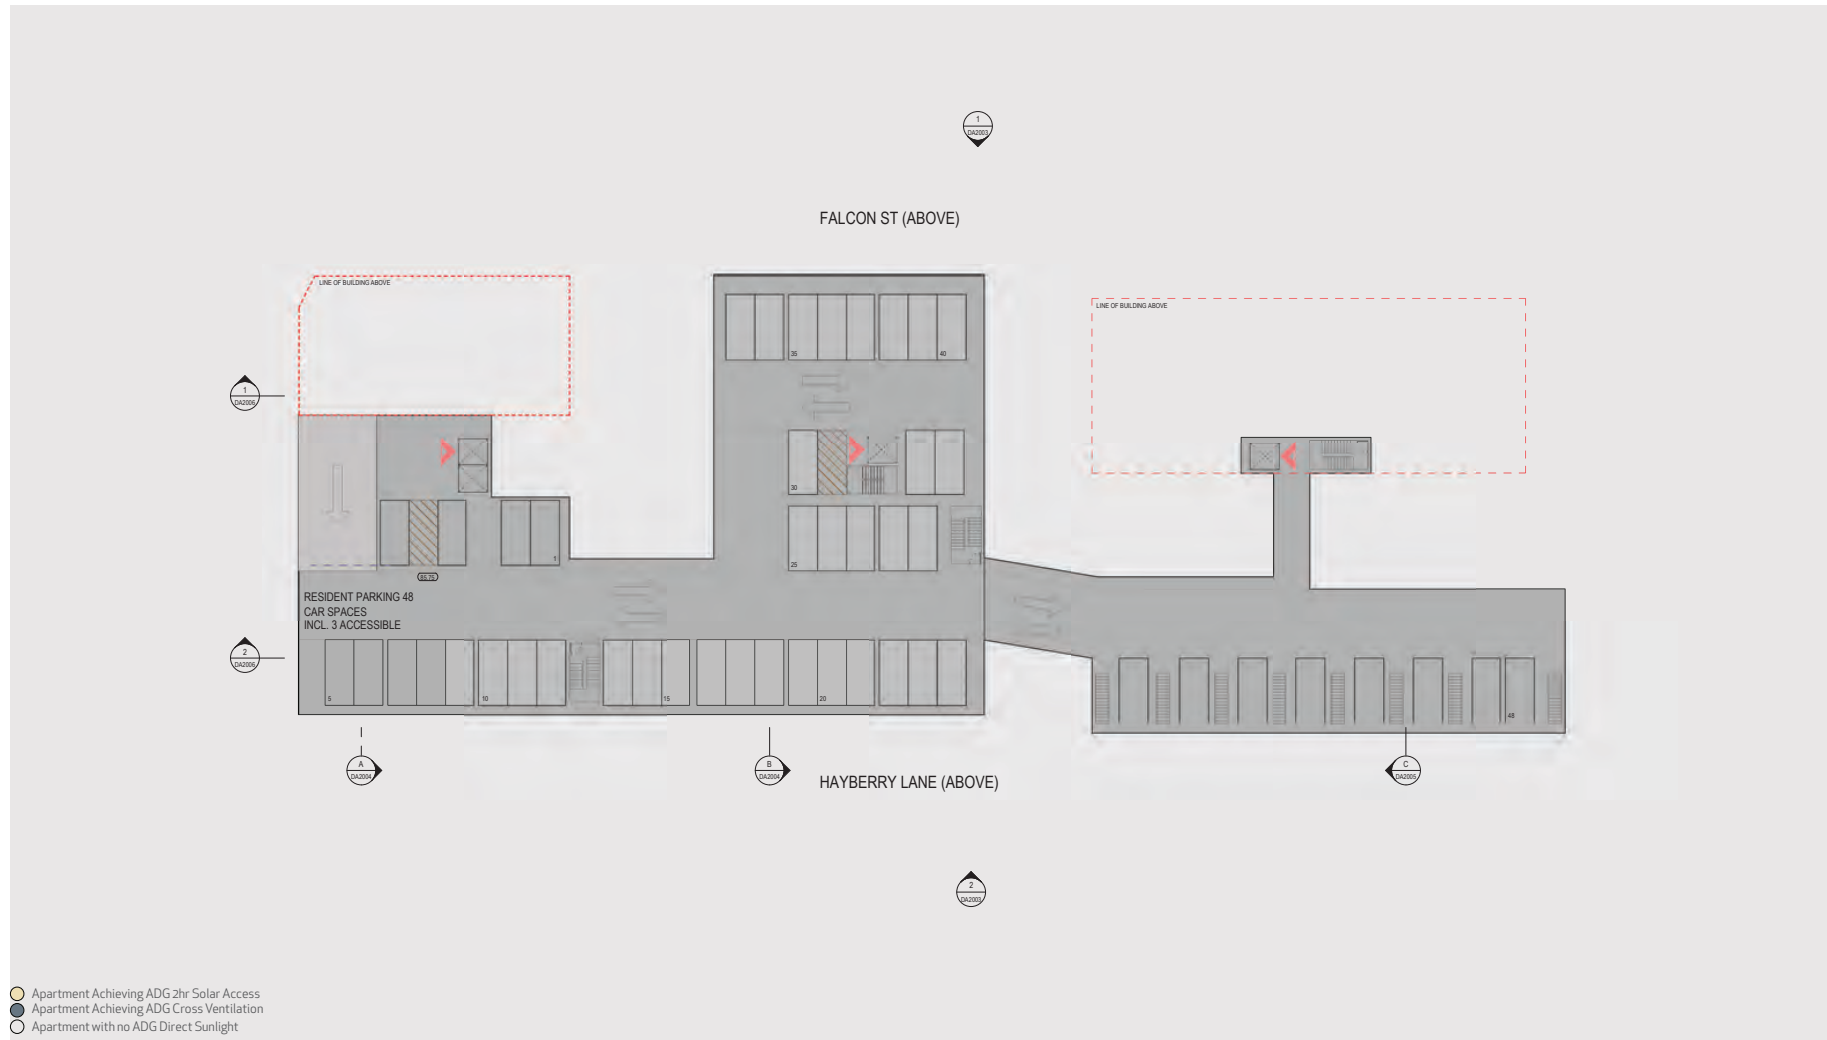 1
DA2003
FALCON ST (ABOVE)
LINE OF BUILDING ABOVE
LINE OF BUILDING ABOVE
35
40
1
DA2006
30
1
25
85.75
RESIDENT PARKING 48
CAR SPACES
INCL. 3 ACCESSIBLE
2
DA2006
5
10
15
20
48
A
DA2004
B
DA2004
C
DA2005
HAYBERRY LANE (ABOVE)
2
DA2003
Apartment Achieving ADG 2hr Solar Access
Apartment Achieving ADG Cross Ventilation
Apartment with no ADG Direct Sunlight